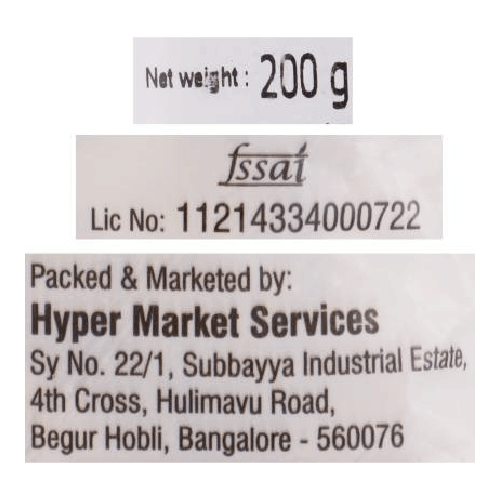 Net weight : 200 g
fssai
Lic No: 11214334000722
Packed & Marketed by:
Hyper Market Services
Sy No. 22/1, Subbayya Industrial Estate,
4th Cross, Hulimavu Road,
Begur Hobli, Bangalore - 560076